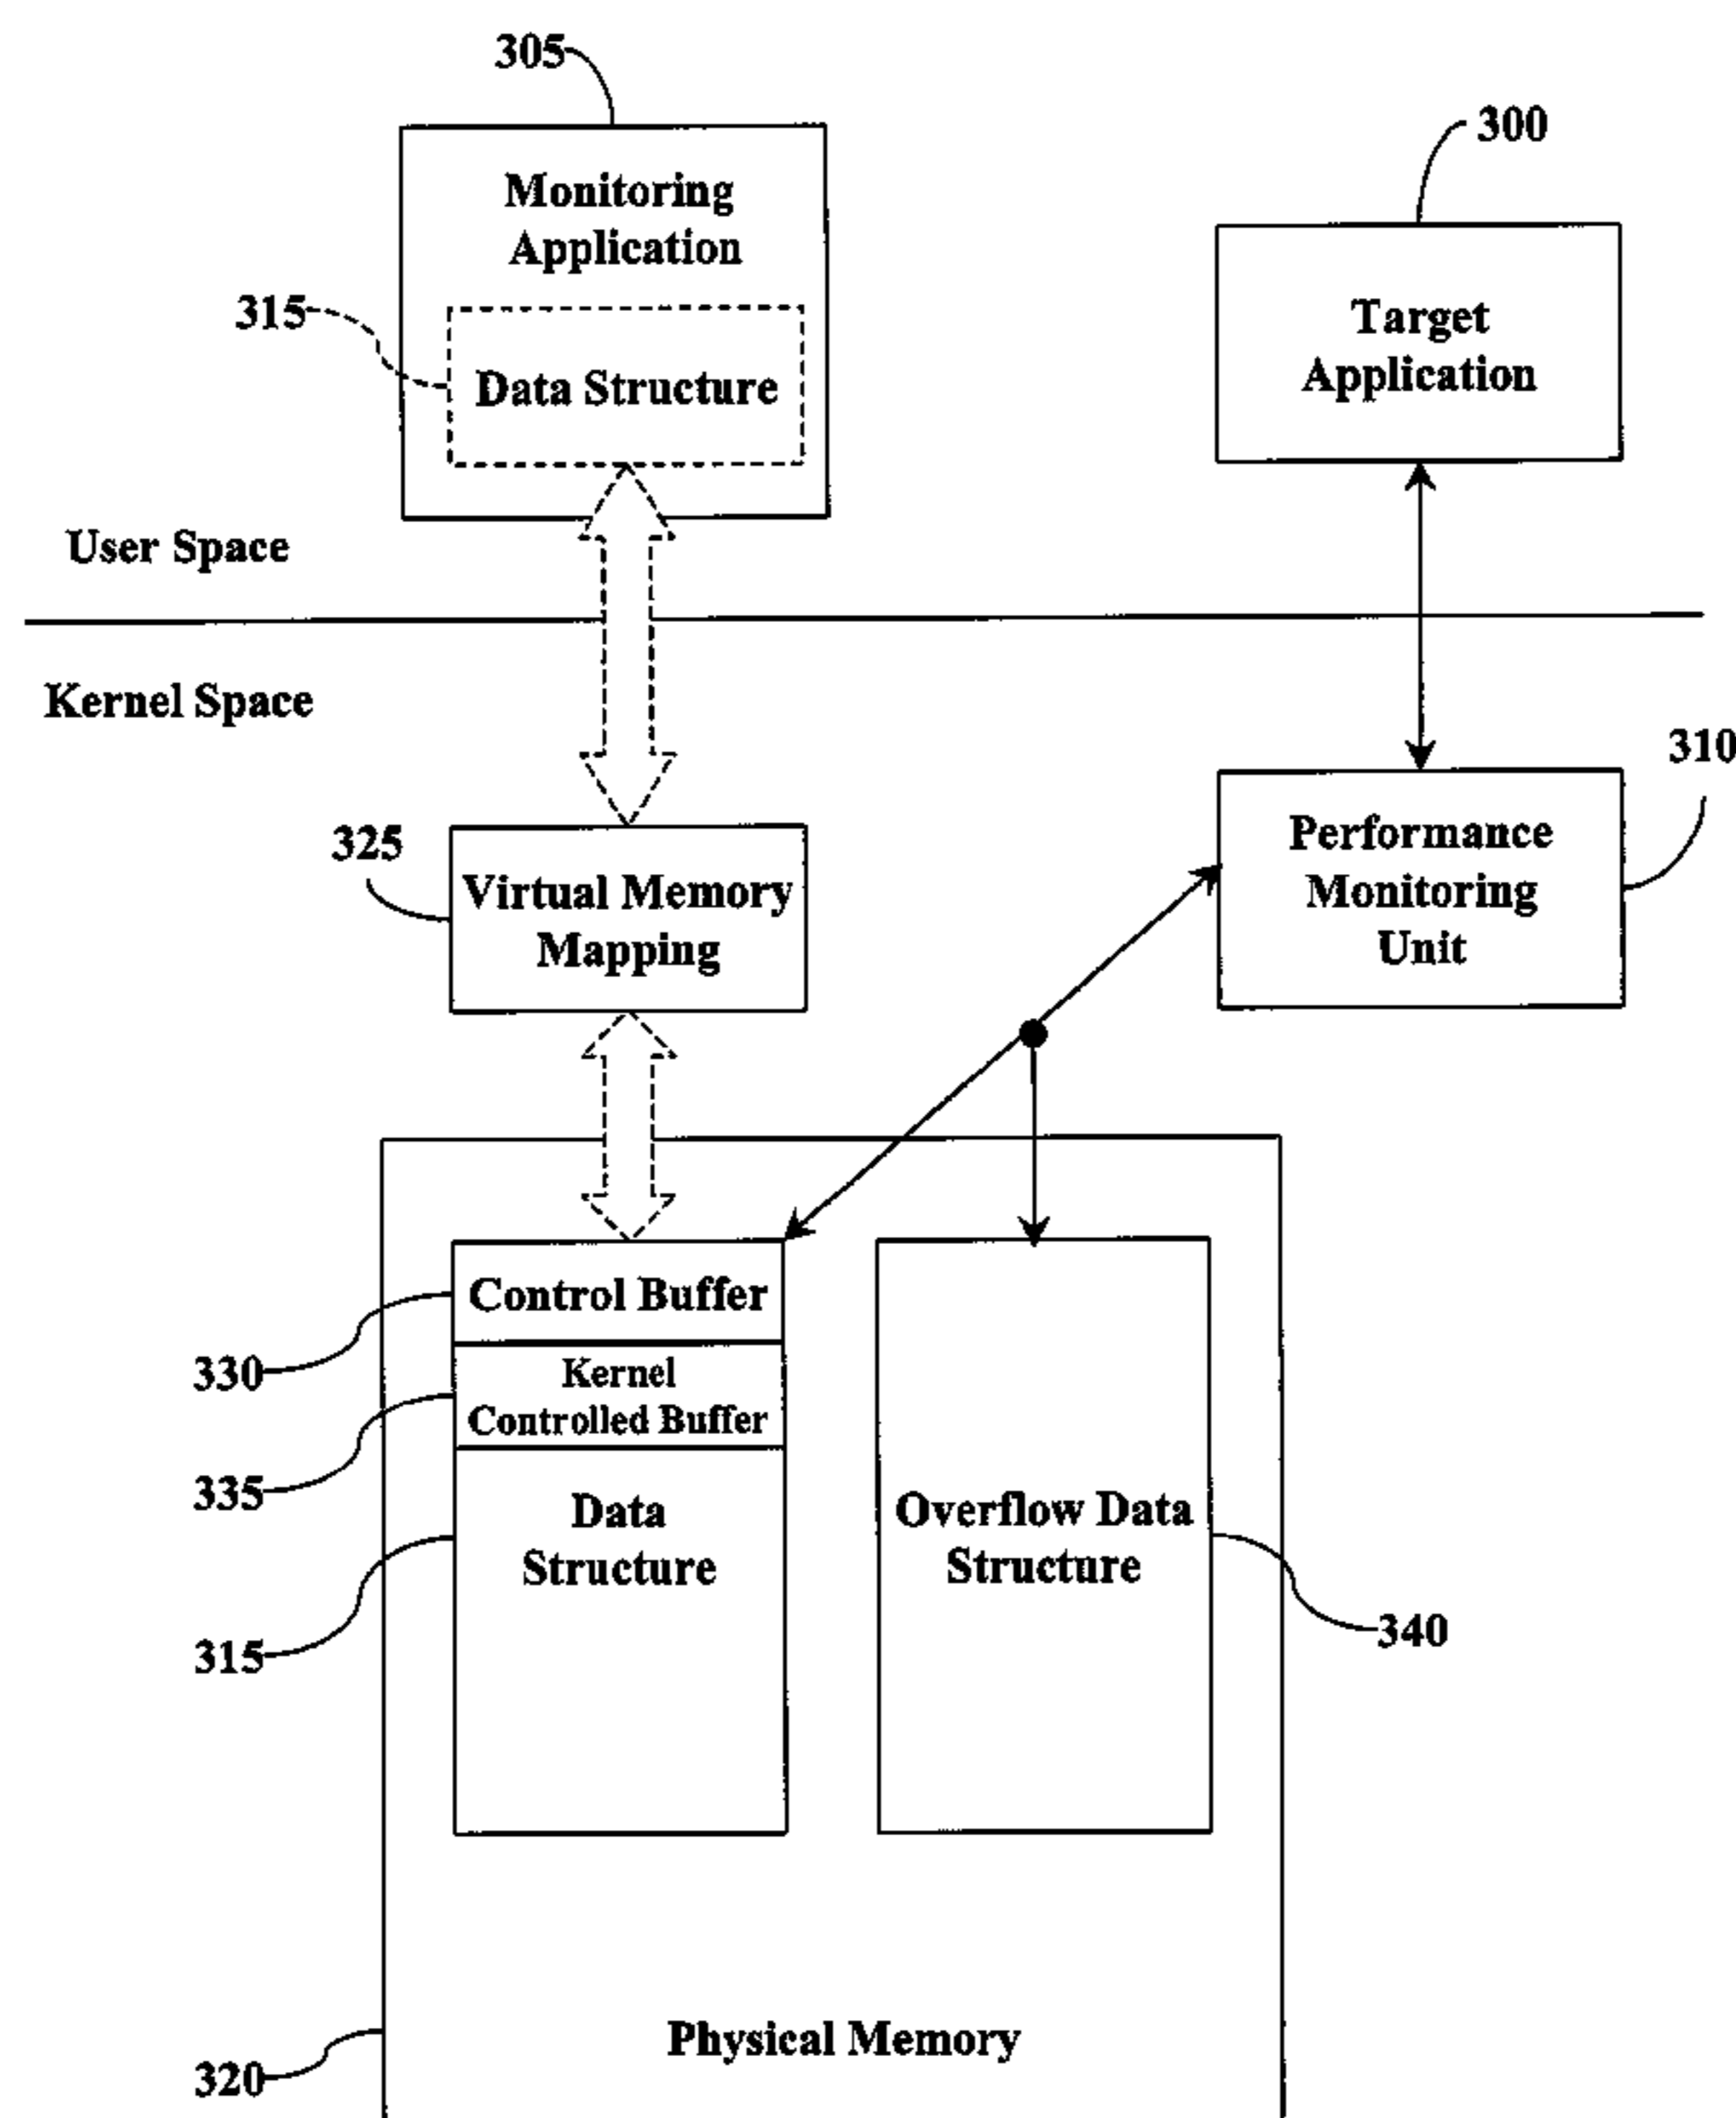 305
300
Monitoring
Application
315
Data Structure
Target
Application
User Space
Kernel Space
310
325
Virtual Memory
Mapping
Performance
Monitoring
Unit
Control Buffer
330
Kernel
Controlled Buffer
335
Data
Structure
315
Overflow Data
Structure
340
Physical Memory
320